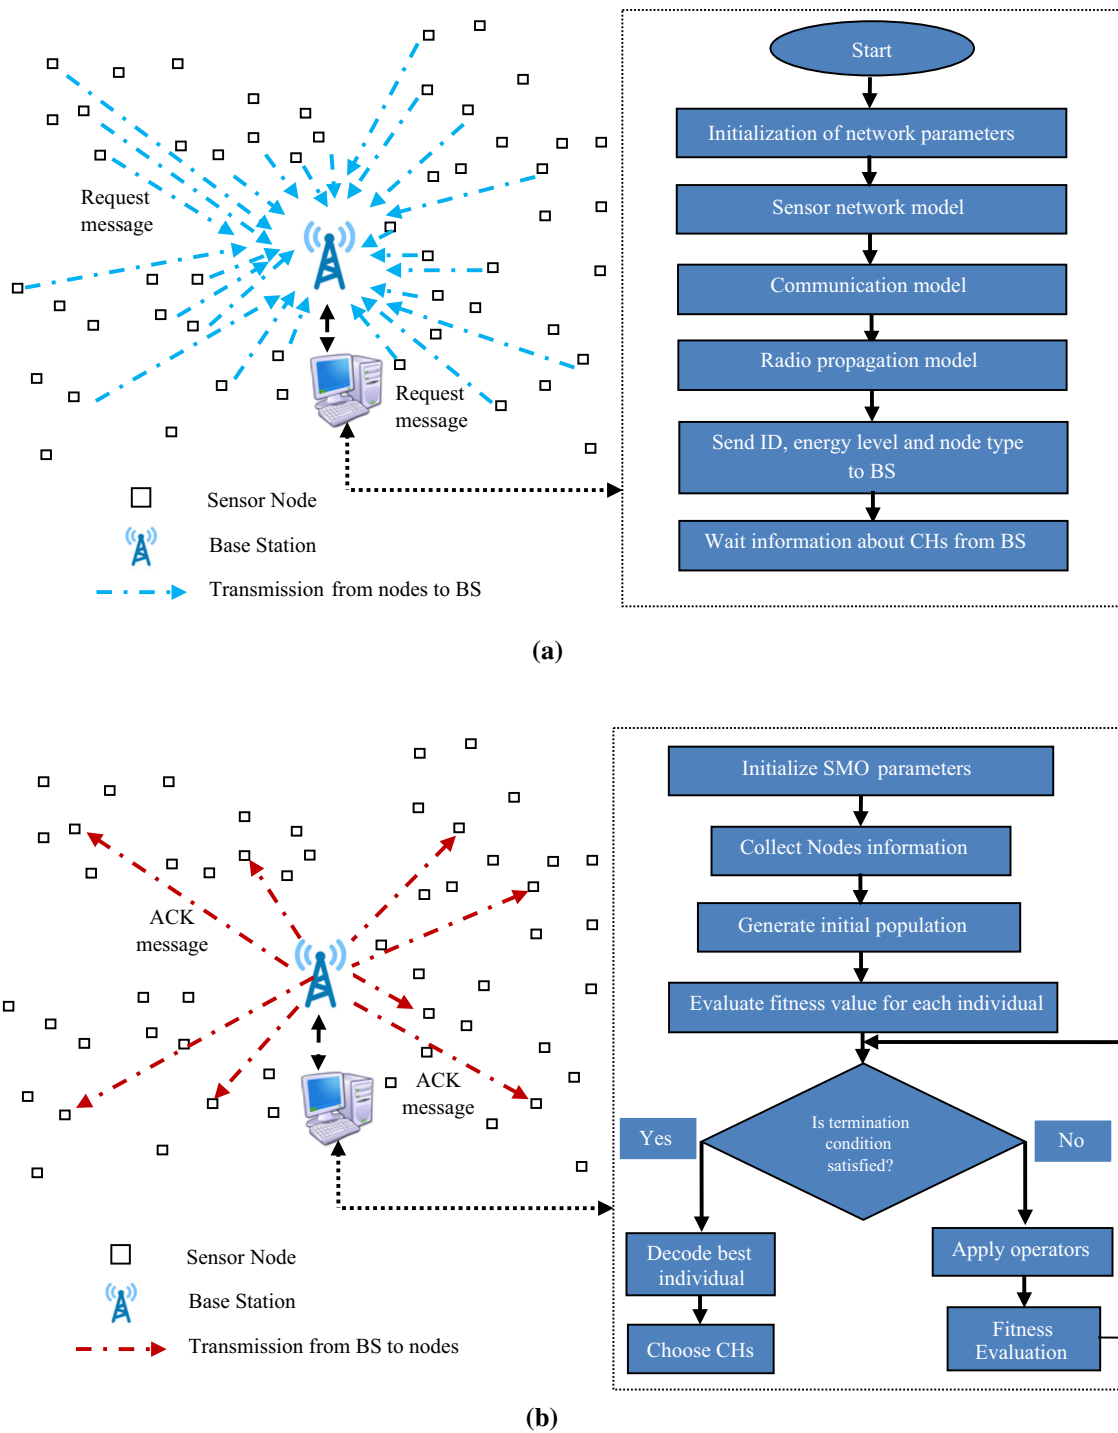 Start
Initialization of network parameters
Sensor network model
Communication model
Radio propagation model
Send ID, energy level and node type
to BS
Wait information about CHs from BS
Request
message
Request
message
Sensor Node
Base Station
Transmission from nodes to BS
(a)
Initialize SMO parameters
Collect Nodes information
Generate initial population
Evaluate fitness value for each individual
Is termination
condition
satisfied?
Yes
No
Decode best
individual
Choose CHs
Apply operators
Fitness
Evaluation
ACK
message
ACK
message
Sensor Node
Base Station
Transmission from BS to nodes
(b)